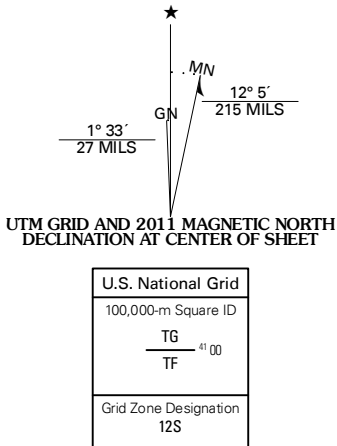 ★
MN
GN
12° 5´
215 MILS
1° 33´
27 MILS
UTM GRID AND 2011 MAGNETIC NORTH
DECLINATION AT CENTER OF SHEET
U.S. National Grid
100,000-m Square ID
TG
41 00
TF
Grid Zone Designation
12S